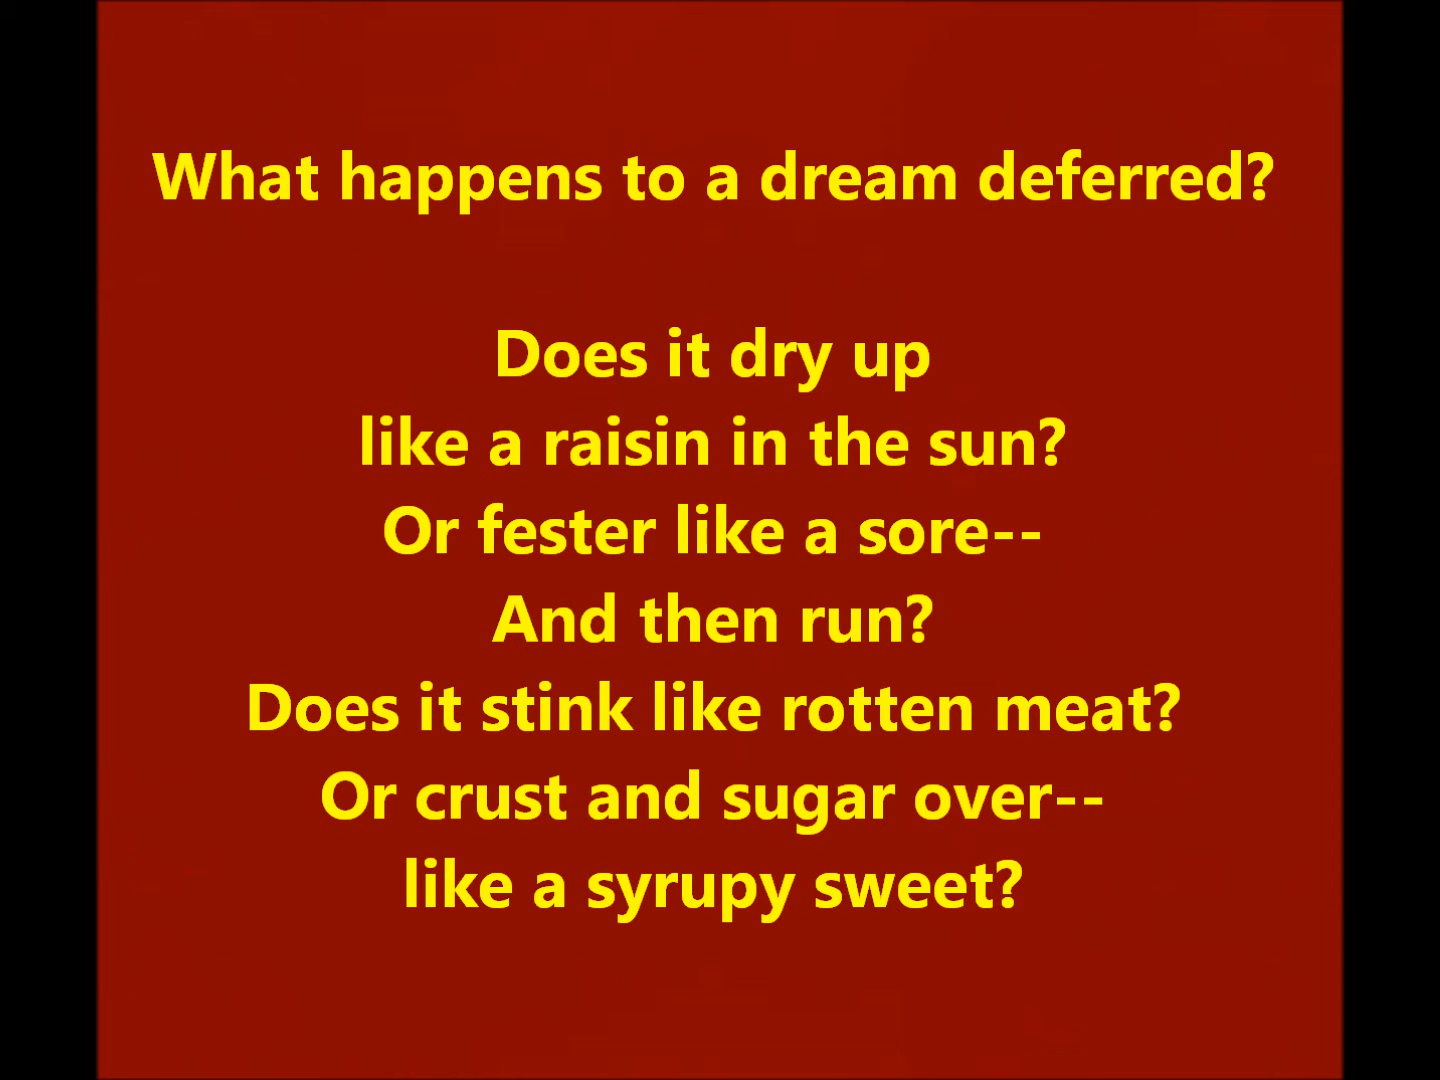 What happens to a dream deferred?
Does it dry up
like a raisin in the sun?
Or fester like a sore--
And then run?
Does it stink like rotten meat?
Or crust and sugar over--
like a syrupy sweet?